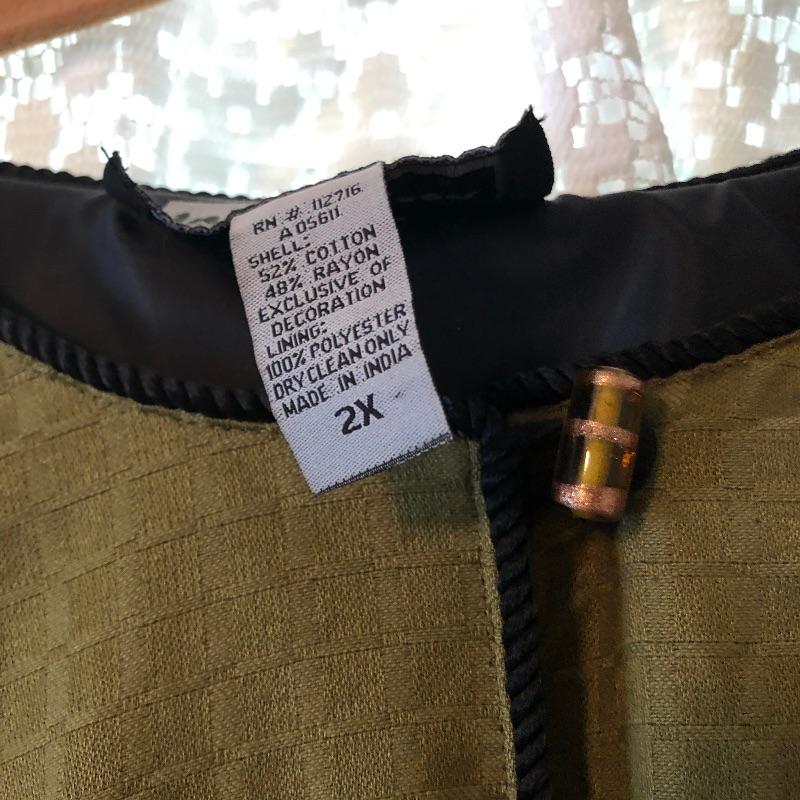 RN # 112716
A05611
SHELL:
52% COTTON
48% RAYON
EXCLUSIVE OF
DECORATION
LINING:
100% POLYESTER
DRY CLEAN ONLY
MADE IN INDIA
2X